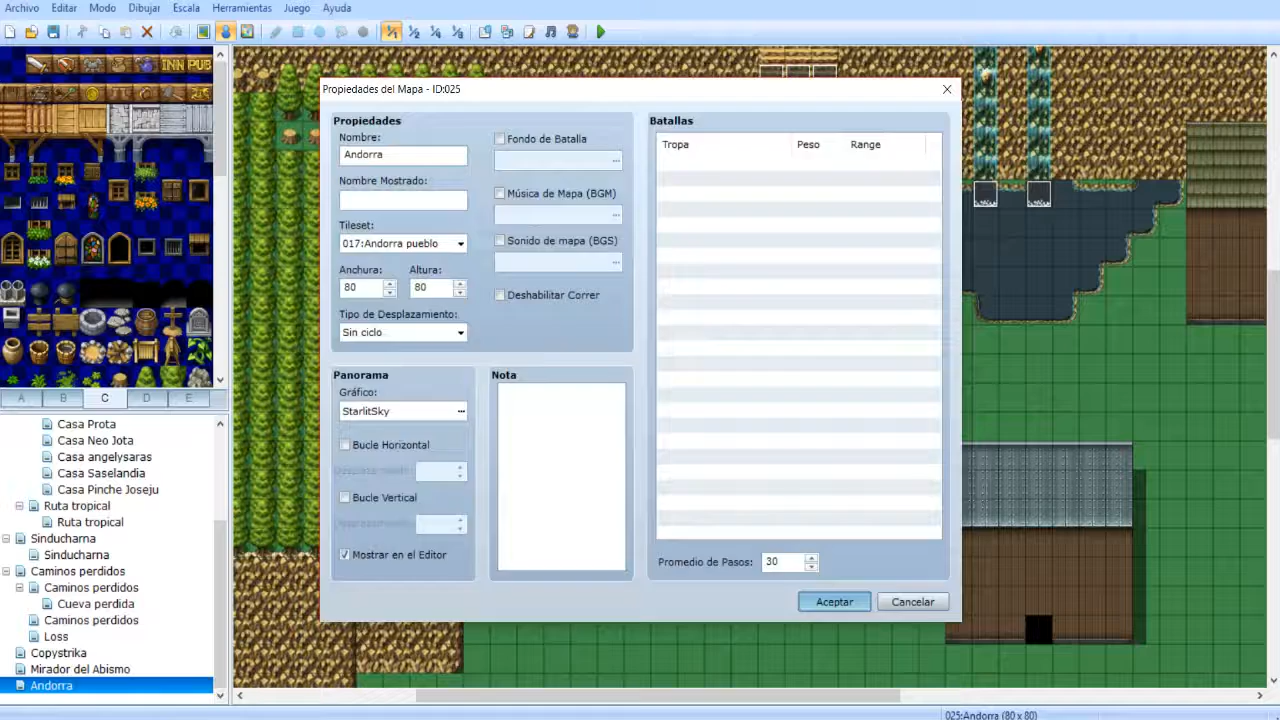 Archivo Editar Modo Dibujar Escala Herramientas Juego Ayuda
INN PUB
A B C D E
Casa Prota
Casa Neo Jota
Casa angelysaras
Casa Saselandia
Casa Pinche Joseju
Ruta tropical
Ruta tropical
Sinducharna
Sinducharna
Caminos perdidos
Caminos perdidos
Cueva perdida
Caminos perdidos
Loss
Copystrika
Mirador del Abismo
Andorra
Propiedades del Mapa - ID:025
Propiedades
Nombre:
Andorra
Nombre Mostrado:
Tileset:
017:Andorra pueblo
Anchura: Altura:
80 80
Tipo de Desplazamiento:
Sin ciclo
Fondo de Batalla
...
Música de Mapa (BGM)
...
Sonido de mapa (BGS)
...
Deshabilitar Correr
Panorama
Gráfico:
StarlitSky ...
Bucle Horizontal
Bucle Vertical
Mostrar en el Editor
Nota
Batallas
Tropa Peso Range
Promedio de Pasos: 30
Aceptar Cancelar
025:Andorra (80 x 80)